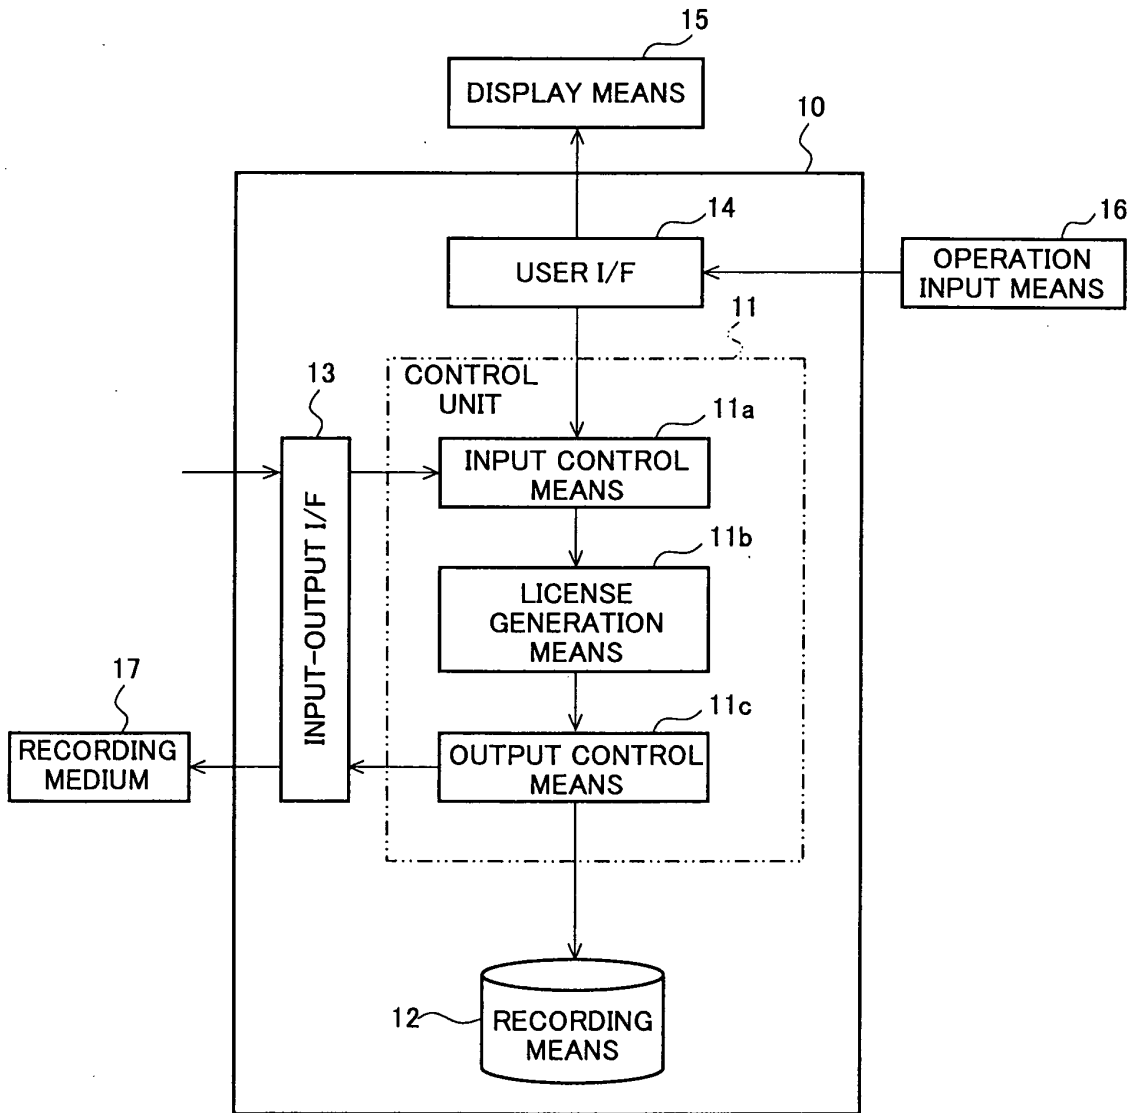 15
DISPLAY MEANS
10
14
USER I/F
16
OPERATION
INPUT MEANS
11
CONTROL
UNIT
13
INPUT-OUTPUT I/F
11a
INPUT CONTROL
MEANS
11b
LICENSE
GENERATION
MEANS
17
RECORDING
MEDIUM
11c
OUTPUT CONTROL
MEANS
12
RECORDING
MEANS